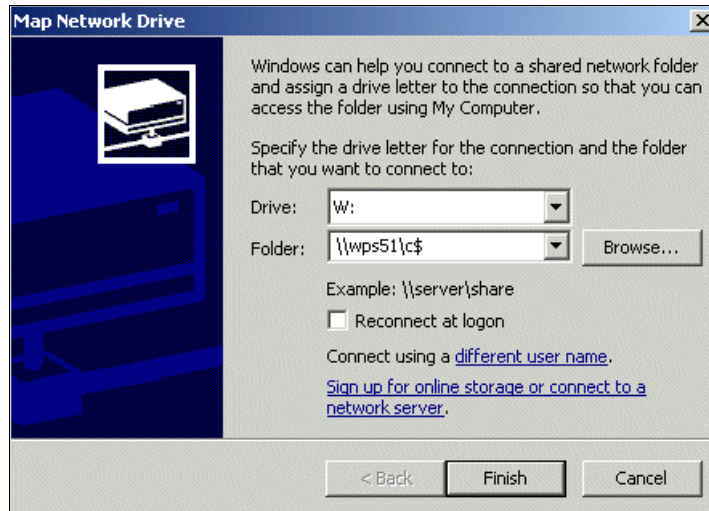 Map Network Drive
Windows can help you connect to a shared network folder
and assign a drive letter to the connection so that you can
access the folder using My Computer.
Specify the drive letter for the connection and the folder
that you want to connect to:
Drive: W:
Folder: \\wps51\c$ Browse...
Example: \\server\share
Reconnect at logon
Connect using a different user name.
Sign up for online storage or connect to a
network server.
< Back Finish Cancel